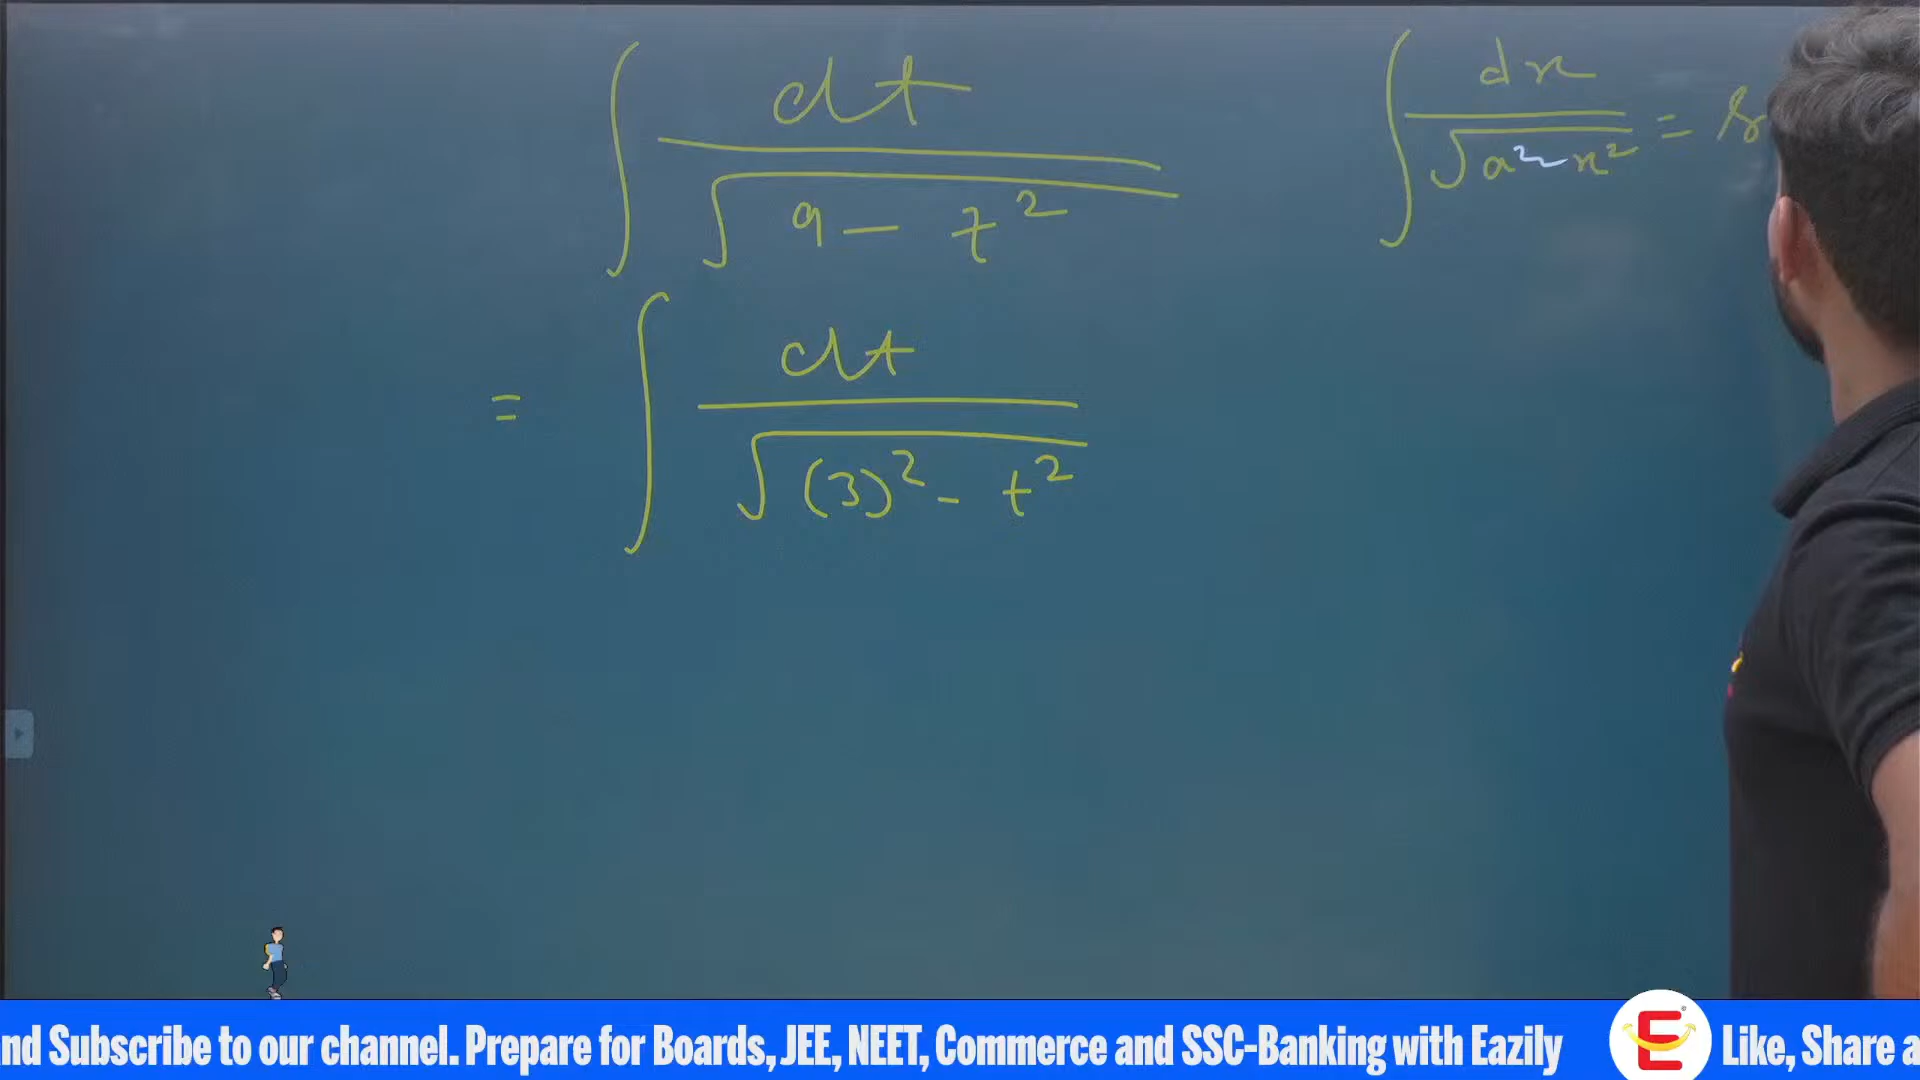 ∫ dt / √(9 - t²)
∫ dx / √(a² - x²) = s
= ∫ dt / √((3)² - t²)
nd Subscribe to our channel. Prepare for Boards, JEE, NEET, Commerce and SSC-Banking with Eazily
E
Like, Share a